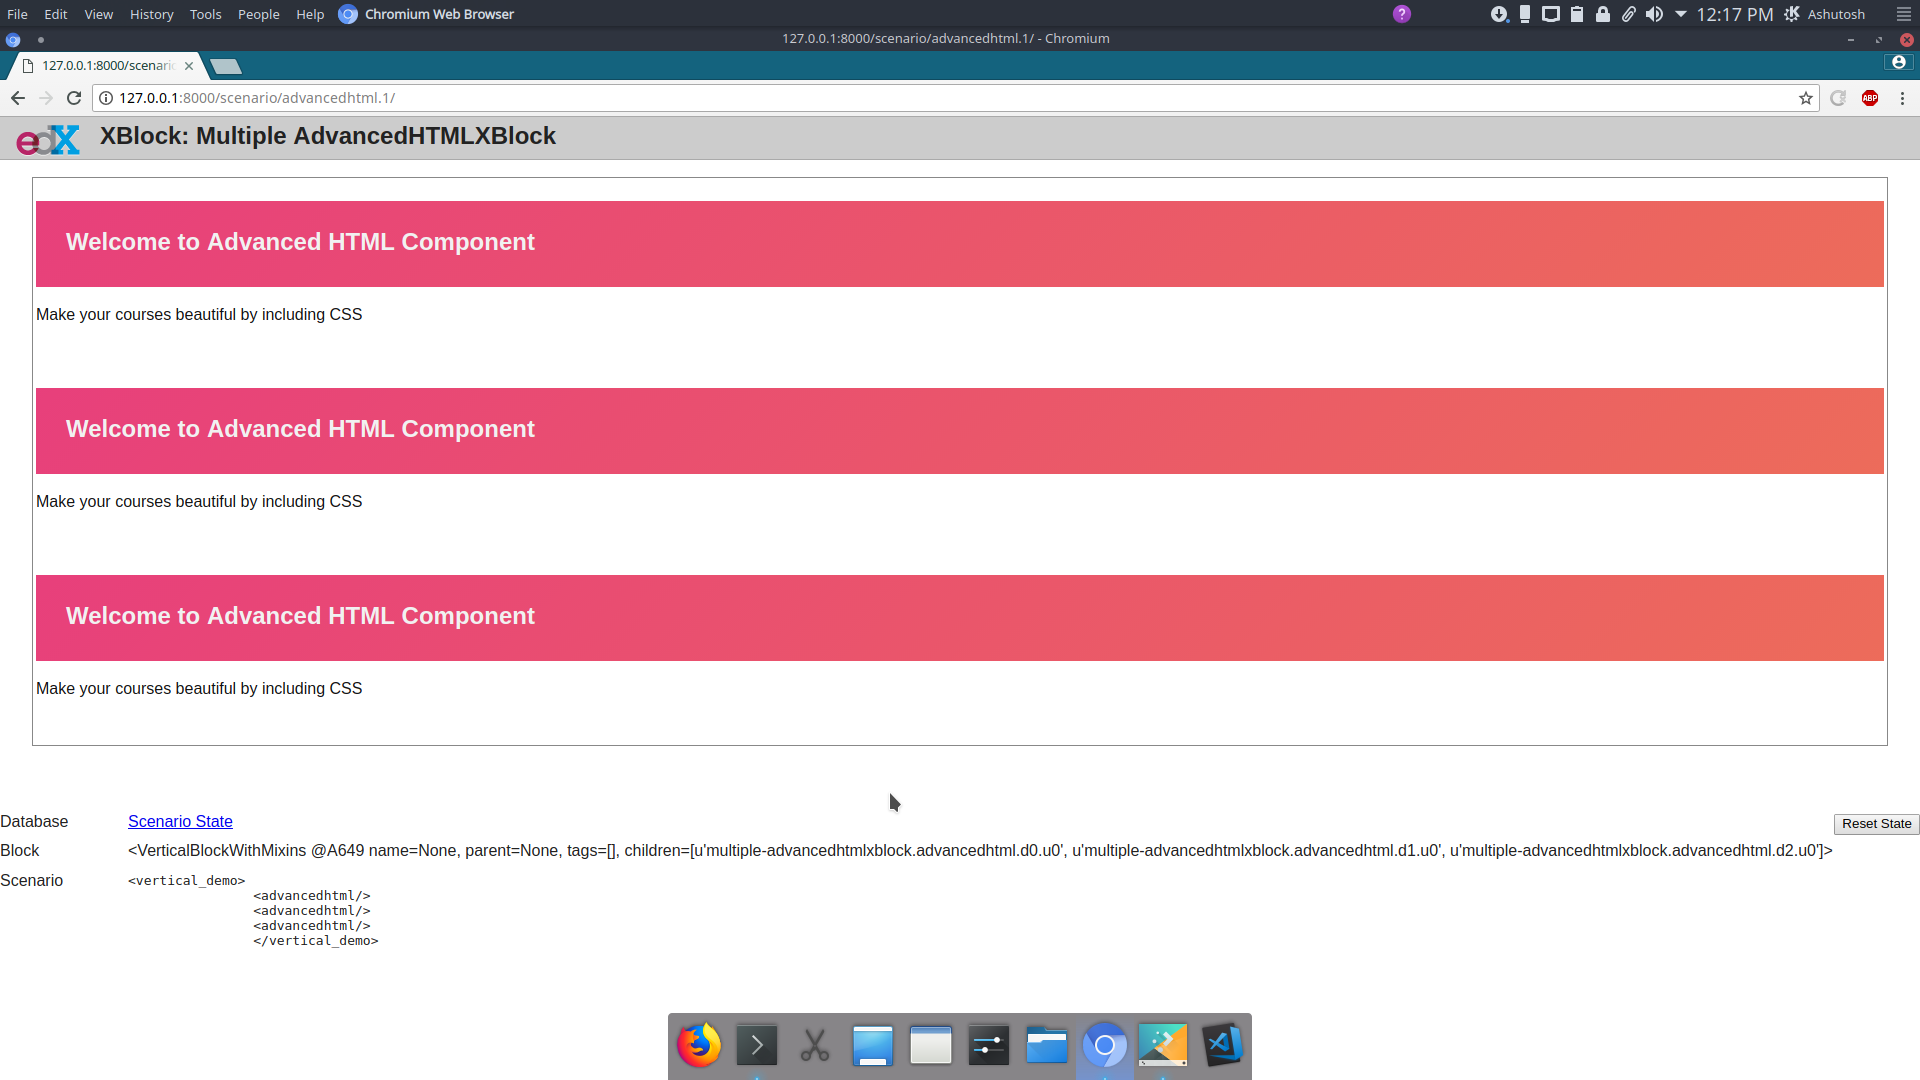 File Edit View History Tools People Help Chromium Web Browser ? 12:17 PM Ashutosh
127.0.0.1:8000/scenario/advancedhtml.1/ - Chromium
127.0.0.1:8000/scenario
127.0.0.1:8000/scenario/advancedhtml.1/ ABP
edX XBlock: Multiple AdvancedHTMLXBlock
Welcome to Advanced HTML Component
Make your courses beautiful by including CSS
Welcome to Advanced HTML Component
Make your courses beautiful by including CSS
Welcome to Advanced HTML Component
Make your courses beautiful by including CSS
Database Scenario State Reset State
Block <VerticalBlockWithMixins @A649 name=None, parent=None, tags=[], children=[u'multiple-advancedhtmlxblock.advancedhtml.d0.u0', u'multiple-advancedhtmlxblock.advancedhtml.d1.u0', u'multiple-advancedhtmlxblock.advancedhtml.d2.u0']>
Scenario <vertical_demo>
<advancedhtml/>
<advancedhtml/>
<advancedhtml/>
</vertical_demo>